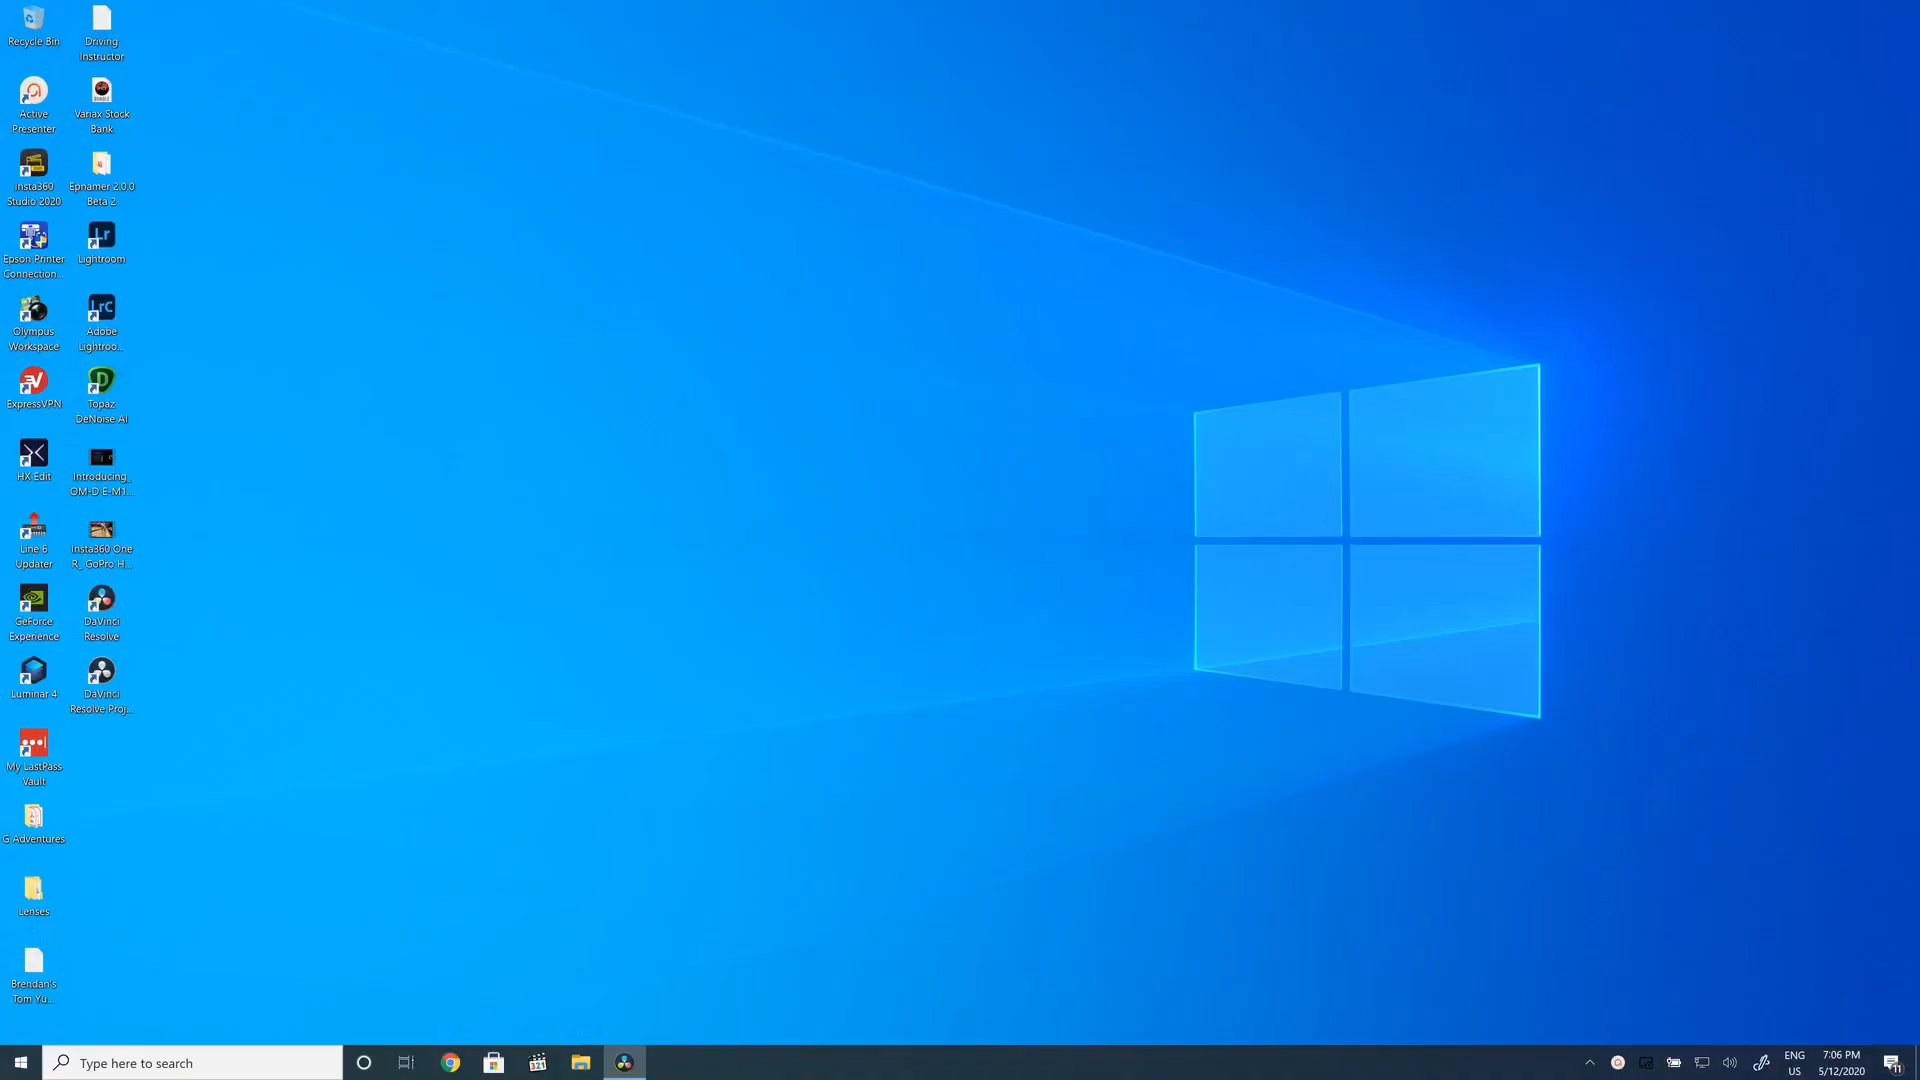 Recycle Bin
Driving
Instructor
Active
Presenter
Variax Stock
Bank
Insta360
Studio 2020
Epnamer 2.0.0
Beta 2
Epson Printer
Connection...
Lightroom
Olympus
Workspace
Adobe
Lightroo...
ExpressVPN
Topaz
DeNoise AI
HX Edit
Introducing_
OM-D E-M1...
Line 6
Updater
Insta360 One
R_ GoPro H...
GeForce
Experience
DaVinci
Resolve
Luminar 4
DaVinci
Resolve Proj...
My LastPass
Vault
G Adventures
Lenses
Brendan's
Tom Yu...
Type here to search
ENG
US
7:06 PM
5/12/2020
11
Lr
LrC
321